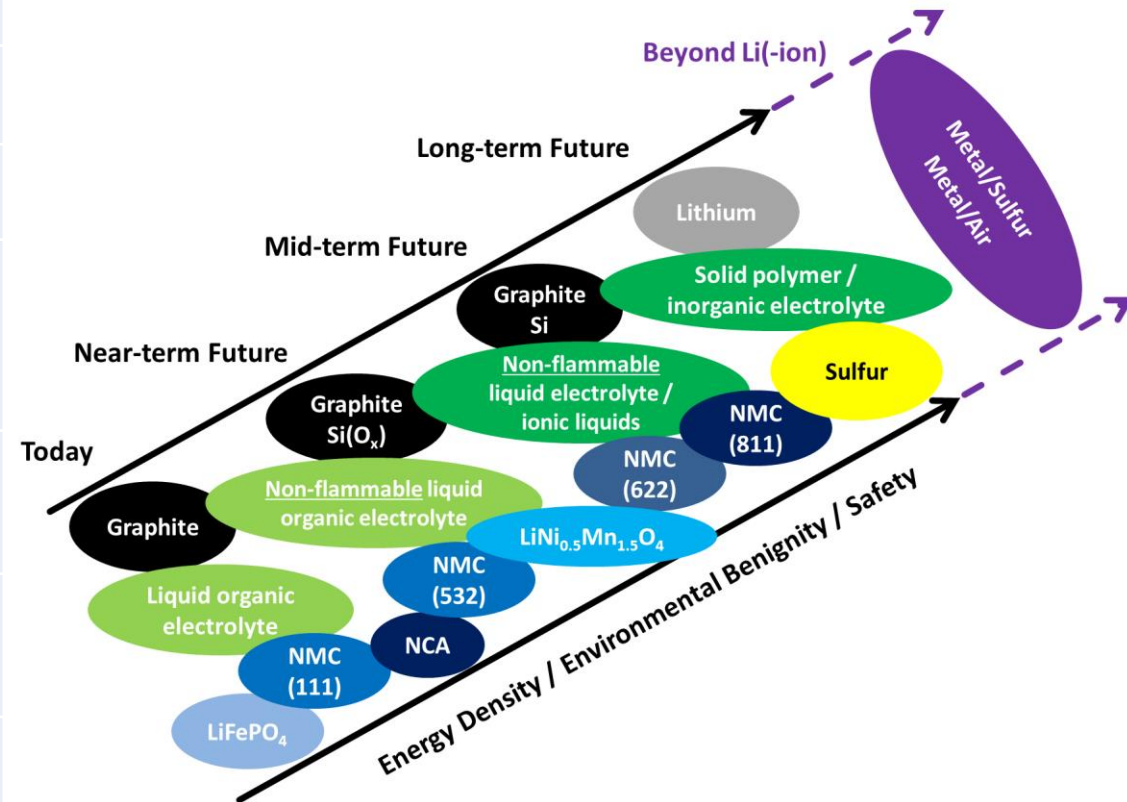 Beyond Li(-ion)
Long-term Future
Mid-term Future
Near-term Future
Today
Metal/Sulfur
Metal/Air
Lithium
Solid polymer /
inorganic electrolyte
Sulfur
Graphite
Si
Non-flammable
liquid electrolyte /
ionic liquids
NMC
(811)
NMC
(622)
Graphite
Si(Oₓ)
Non-flammable liquid
organic electrolyte
LiNi₀.₅Mn₁.₅O₄
NMC
(532)
NCA
Graphite
Liquid organic
electrolyte
NMC
(111)
LiFePO₄
Energy Density / Environmental Benignity / Safety